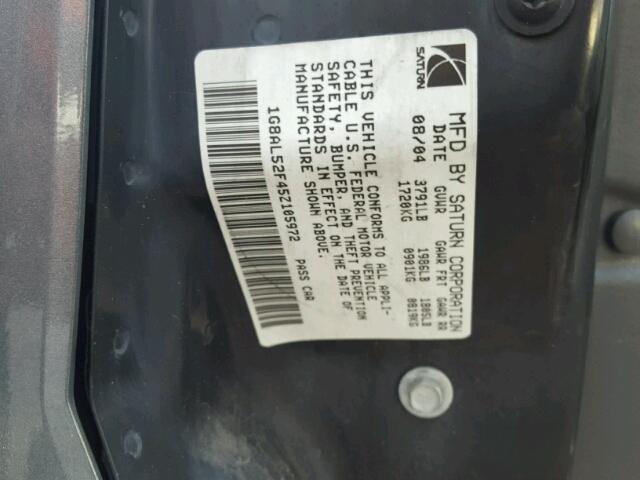 SATURN
MFD BY SATURN CORPORATION
DATE GVWR GAWR FRT GAWR RR
08/04 3791LB 1986LB 1805LB
1720KG 0901KG 0819KG
THIS VEHICLE CONFORMS TO ALL APPLI-
CABLE U.S. FEDERAL MOTOR VEHICLE
SAFETY, BUMPER, AND THEFT PREVENTION
STANDARDS IN EFFECT ON THE DATE OF
MANUFACTURE SHOWN ABOVE.
1G8AL52F45Z105972 PASS CAR